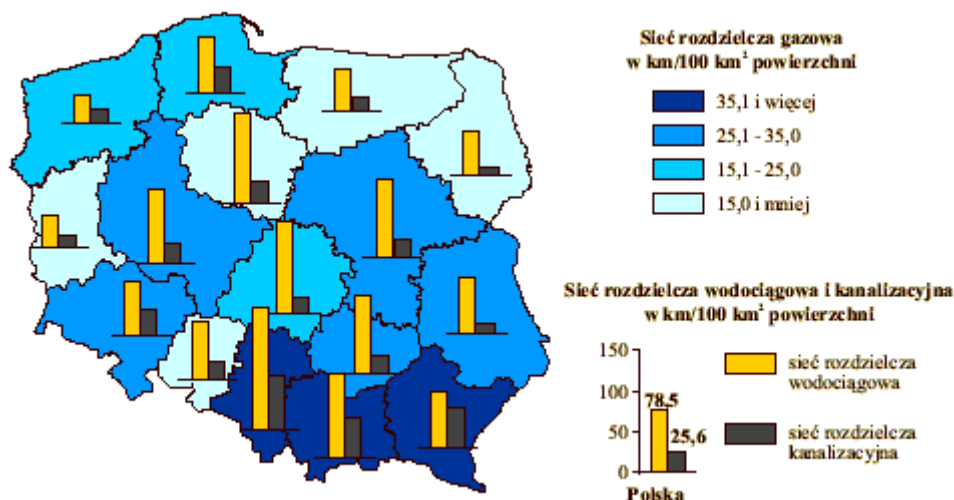 Sieć rozdzielcza gazowa
w km/100 km² powierzchni
35,1 i więcej
25,1 - 35,0
15,1 - 25,0
15,0 i mniej
Sieć rozdzielcza wodociągowa i kanalizacyjna
w km/100 km² powierzchni
150
100
50
0
78,5
25,6
Polska
sieć rozdzielcza
wodociągowa
sieć rozdzielcza
kanalizacyjna